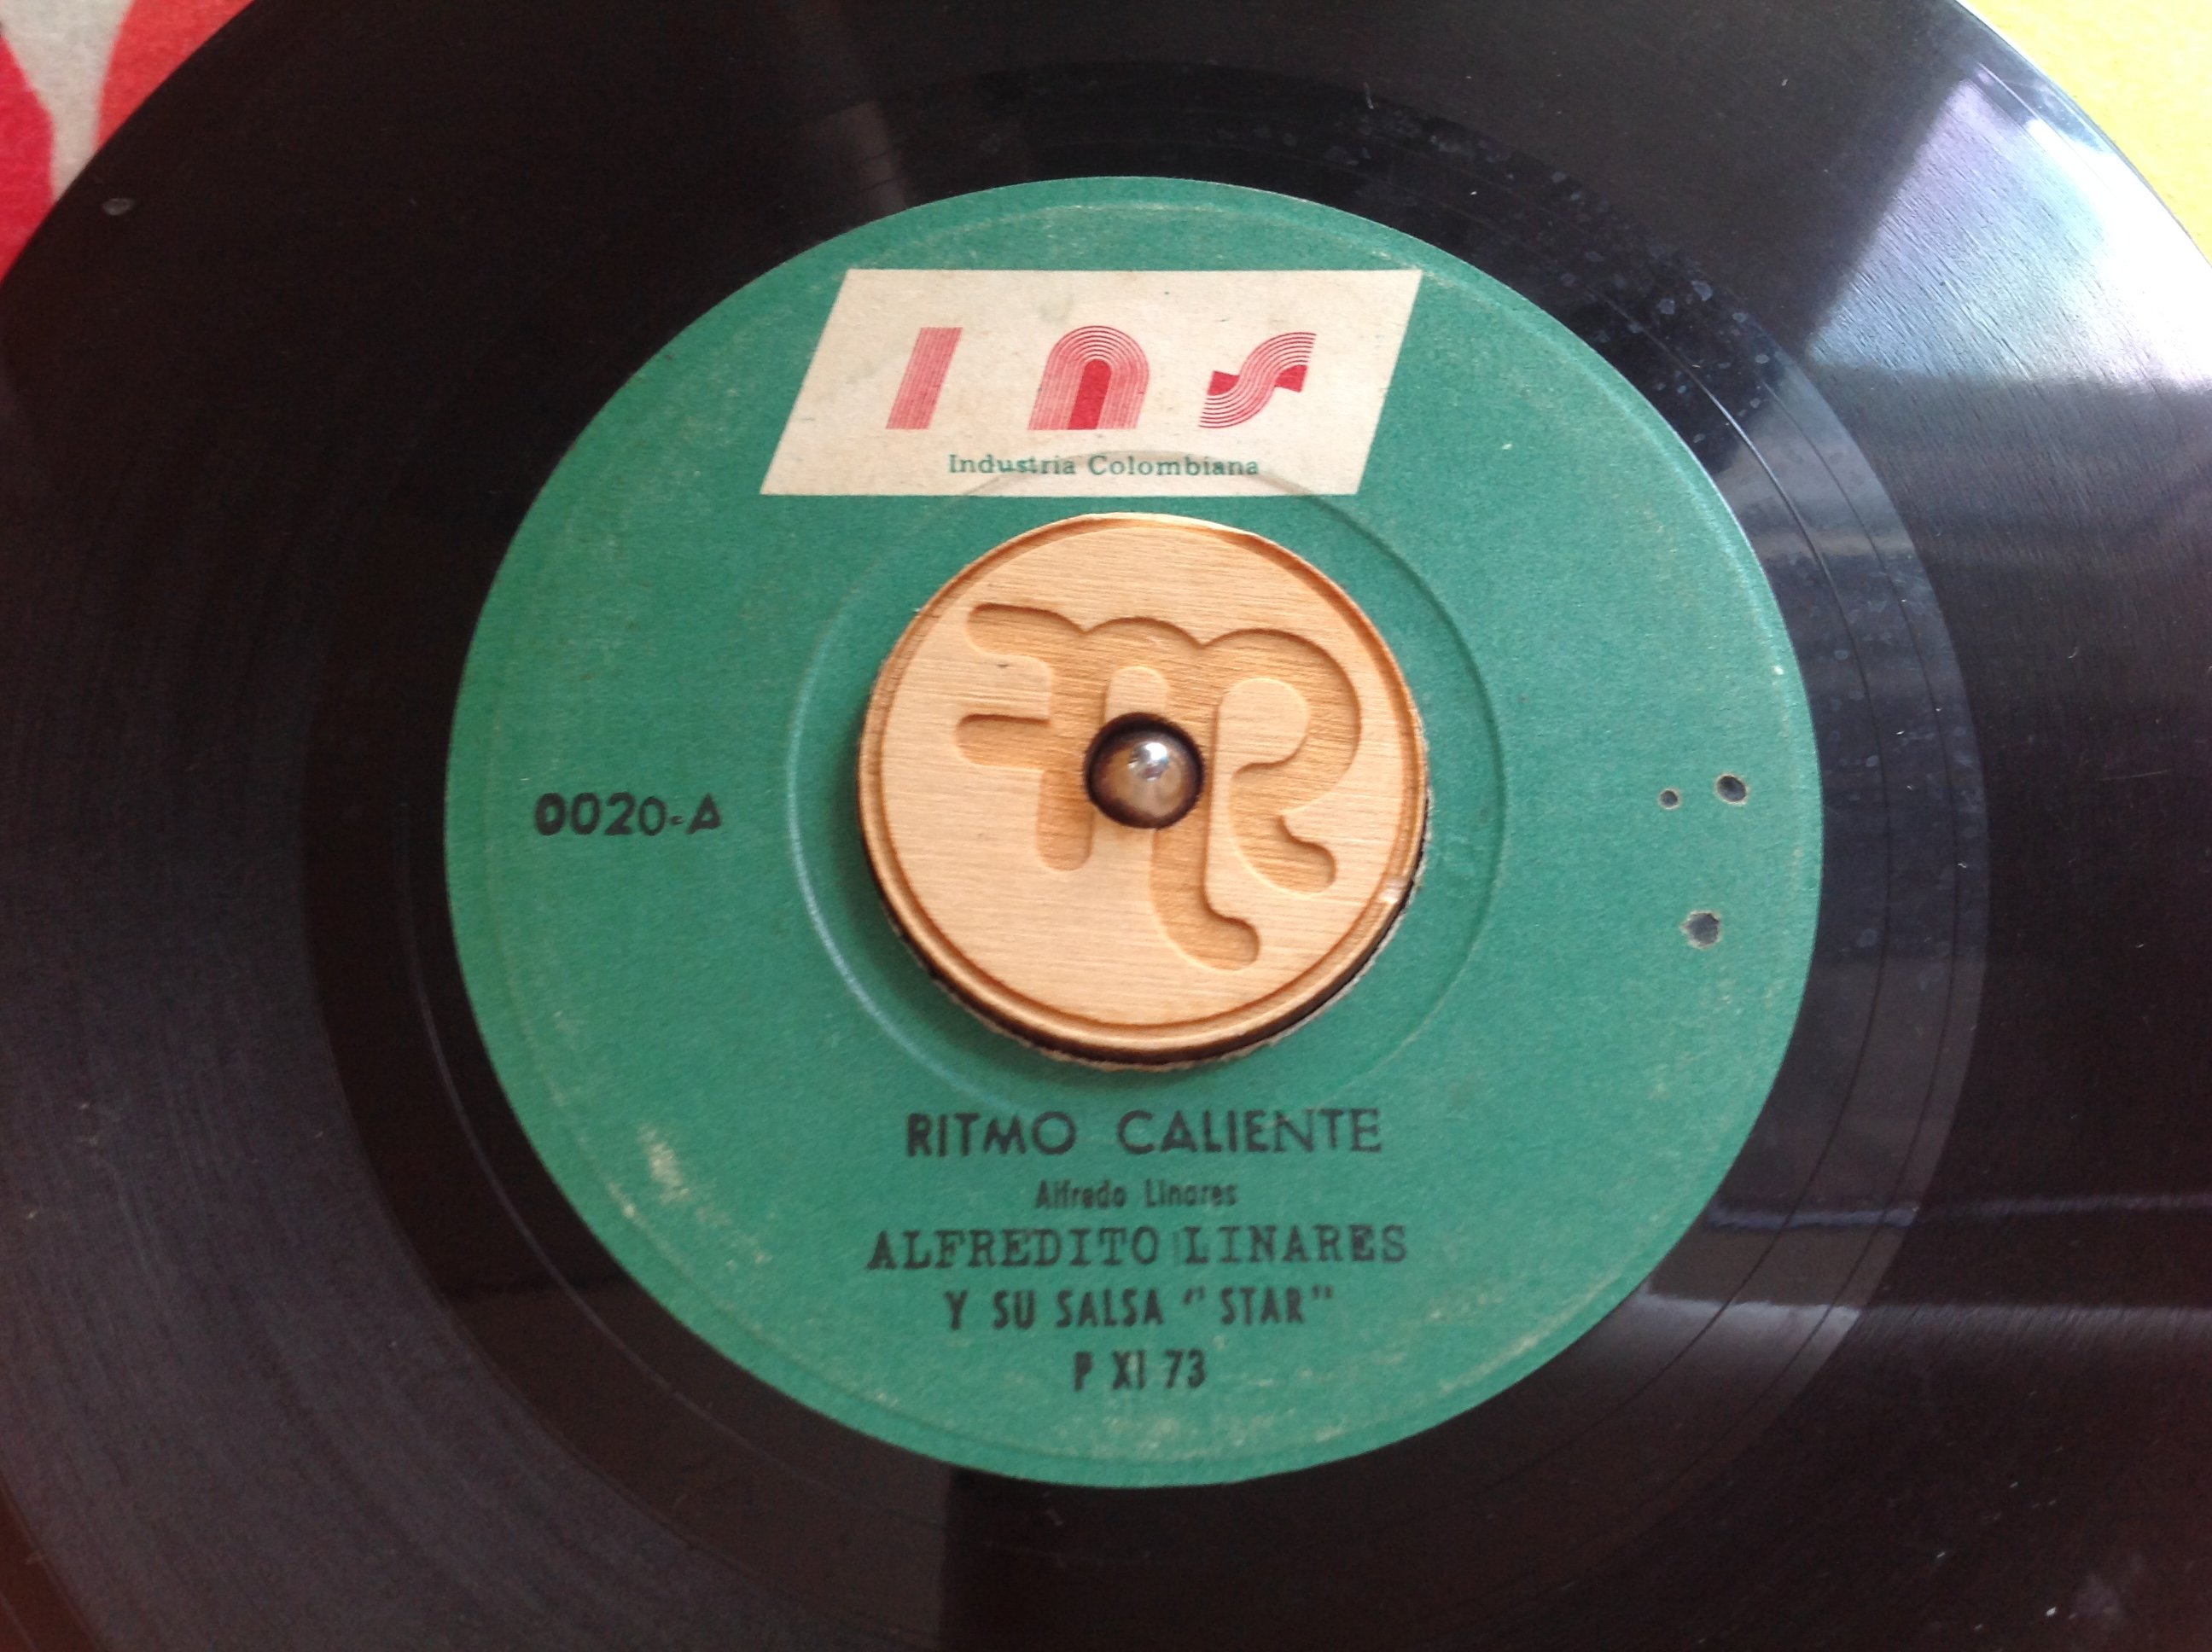 INS
Industria Colombiana
0020-A
RITMO CALIENTE
Alfredo Linares
ALFREDITO LINARES
Y SU SALSA "STAR"
P XI 73